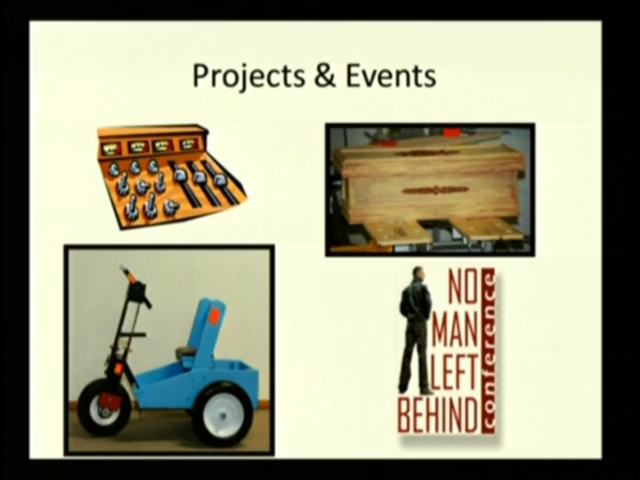 Projects & Events
NO
MAN
LEFT
BEHIND
conference